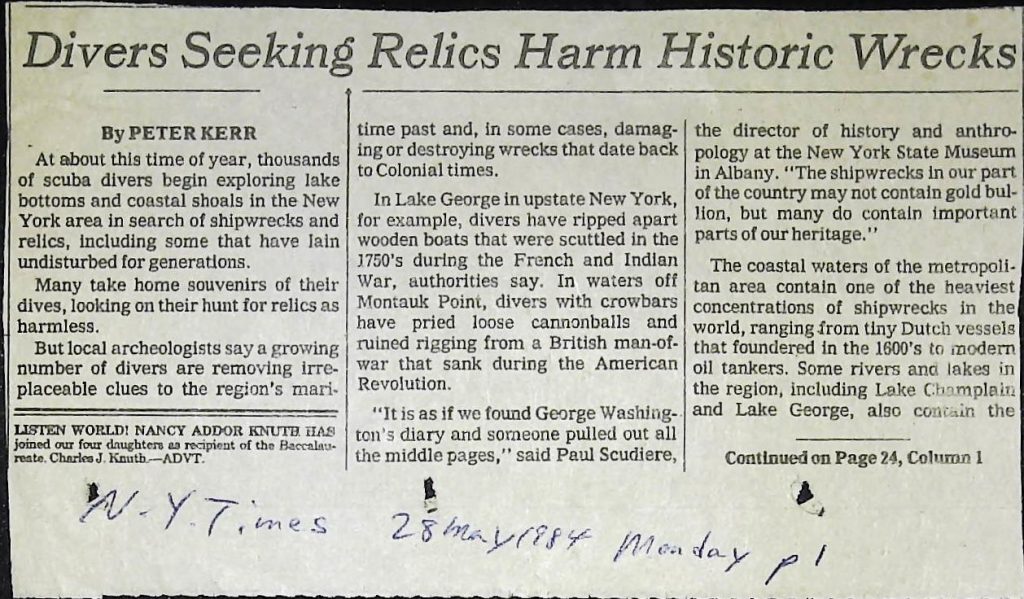 Divers Seeking Relics Harm Historic Wrecks
By PETER KERR
At about this time of year, thousands
of scuba divers begin exploring lake
bottoms and coastal shoals in the New
York area in search of shipwrecks and
relics, including some that have lain
undisturbed for generations.
Many take home souvenirs of their
dives, looking on their hunt for relics as
harmless.
But local archeologists say a growing
number of divers are removing irre-
placeable clues to the region's mari-
LISTEN WORLD! NANCY ADDOR KNUTH HAS
joined our four daughters as recipient of the Baccalau-
reate. Charles J. Knuth.—ADVT.
time past and, in some cases, damag-
ing or destroying wrecks that date back
to Colonial times.
In Lake George in upstate New York,
for example, divers have ripped apart
wooden boats that were scuttled in the
1750's during the French and Indian
War, authorities say. In waters off
Montauk Point, divers with crowbars
have pried loose cannonballs and
ruined rigging from a British man-of-
war that sank during the American
Revolution.
"It is as if we found George Washing-
ton's diary and someone pulled out all
the middle pages," said Paul Scudiere,
the director of history and anthro-
pology at the New York State Museum
in Albany. "The shipwrecks in our part
of the country may not contain gold bul-
lion, but many do contain important
parts of our heritage."
The coastal waters of the metropoli-
tan area contain one of the heaviest
concentrations of shipwrecks in the
world, ranging from tiny Dutch vessels
that foundered in the 1600's to modern
oil tankers. Some rivers and lakes in
the region, including Lake Champlain
and Lake George, also contain the
Continued on Page 24, Column 1
N.Y. Times 28 May 1984 Monday p 1